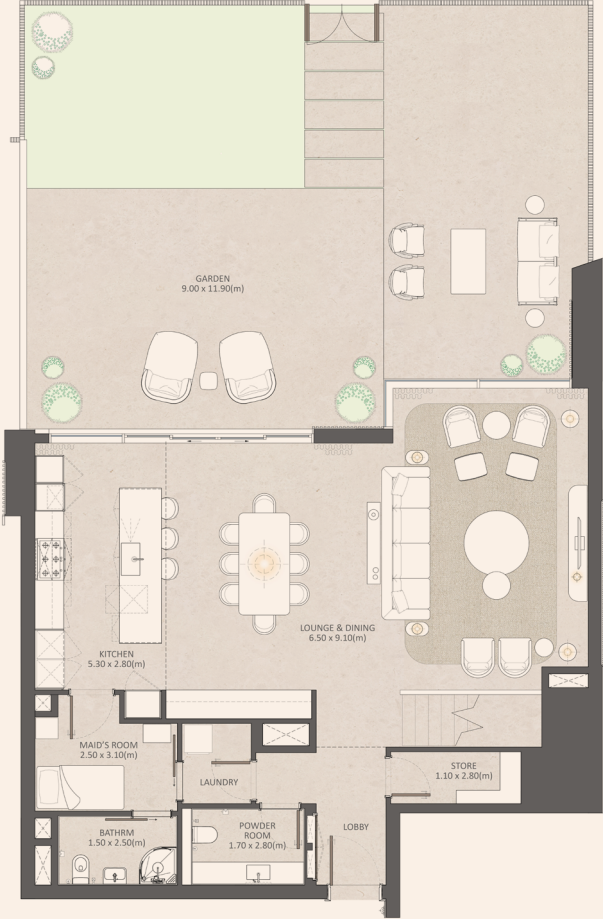 GARDEN
9.00 x 11.90(m)
LOUNGE & DINING
6.50 x 9.10(m)
KITCHEN
5.30 x 2.80(m)
MAID'S ROOM
2.50 x 3.10(m)
LAUNDRY
STORE
1.10 x 2.80(m)
BATHRM
1.50 x 2.50(m)
POWDER
ROOM
1.70 x 2.80(m)
LOBBY